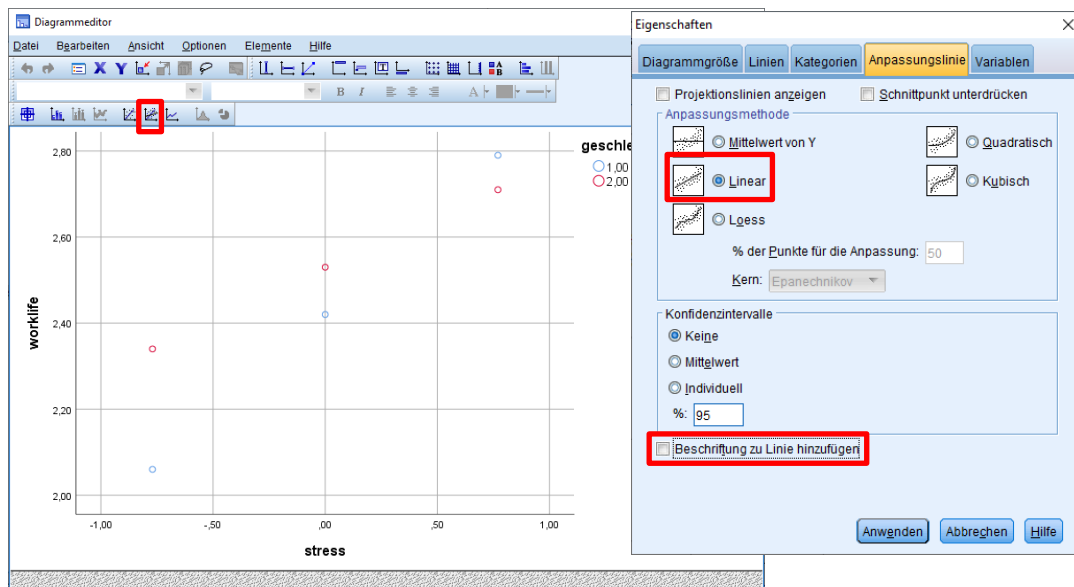 Diagrammeditor
Datei Bearbeiten Ansicht Optionen Elemente Hilfe
B I
A
geschle
1,00
2,00
2,80
2,60
2,40
2,20
2,00
worklife
-1,00 -,50 ,00 ,50 1,00
stress
Eigenschaften
Diagrammgröße Linien Kategorien Anpassungslinie Variablen
Projektionslinien anzeigen Schnittpunkt unterdrücken
Anpassungsmethode
Mittelwert von Y Quadratisch
Linear Kubisch
Loess
% der Punkte für die Anpassung: 50
Kern: Epanechnikov
Konfidenzintervalle
Keine
Mittelwert
Individuell
%: 95
Beschriftung zu Linie hinzufügen
Anwenden Abbrechen Hilfe